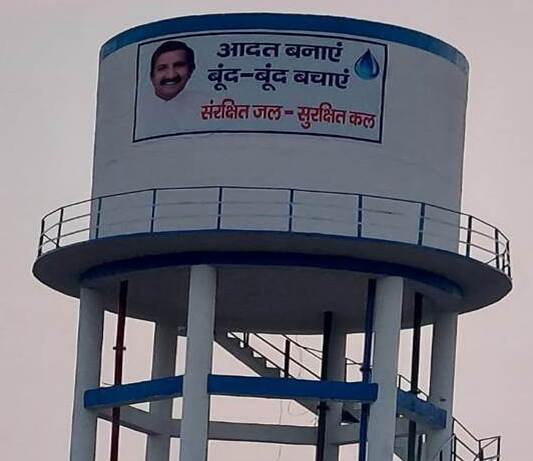 आदत बनाएं
बूंद-बूंद बचाएं
संरक्षित जल - सुरक्षित कल